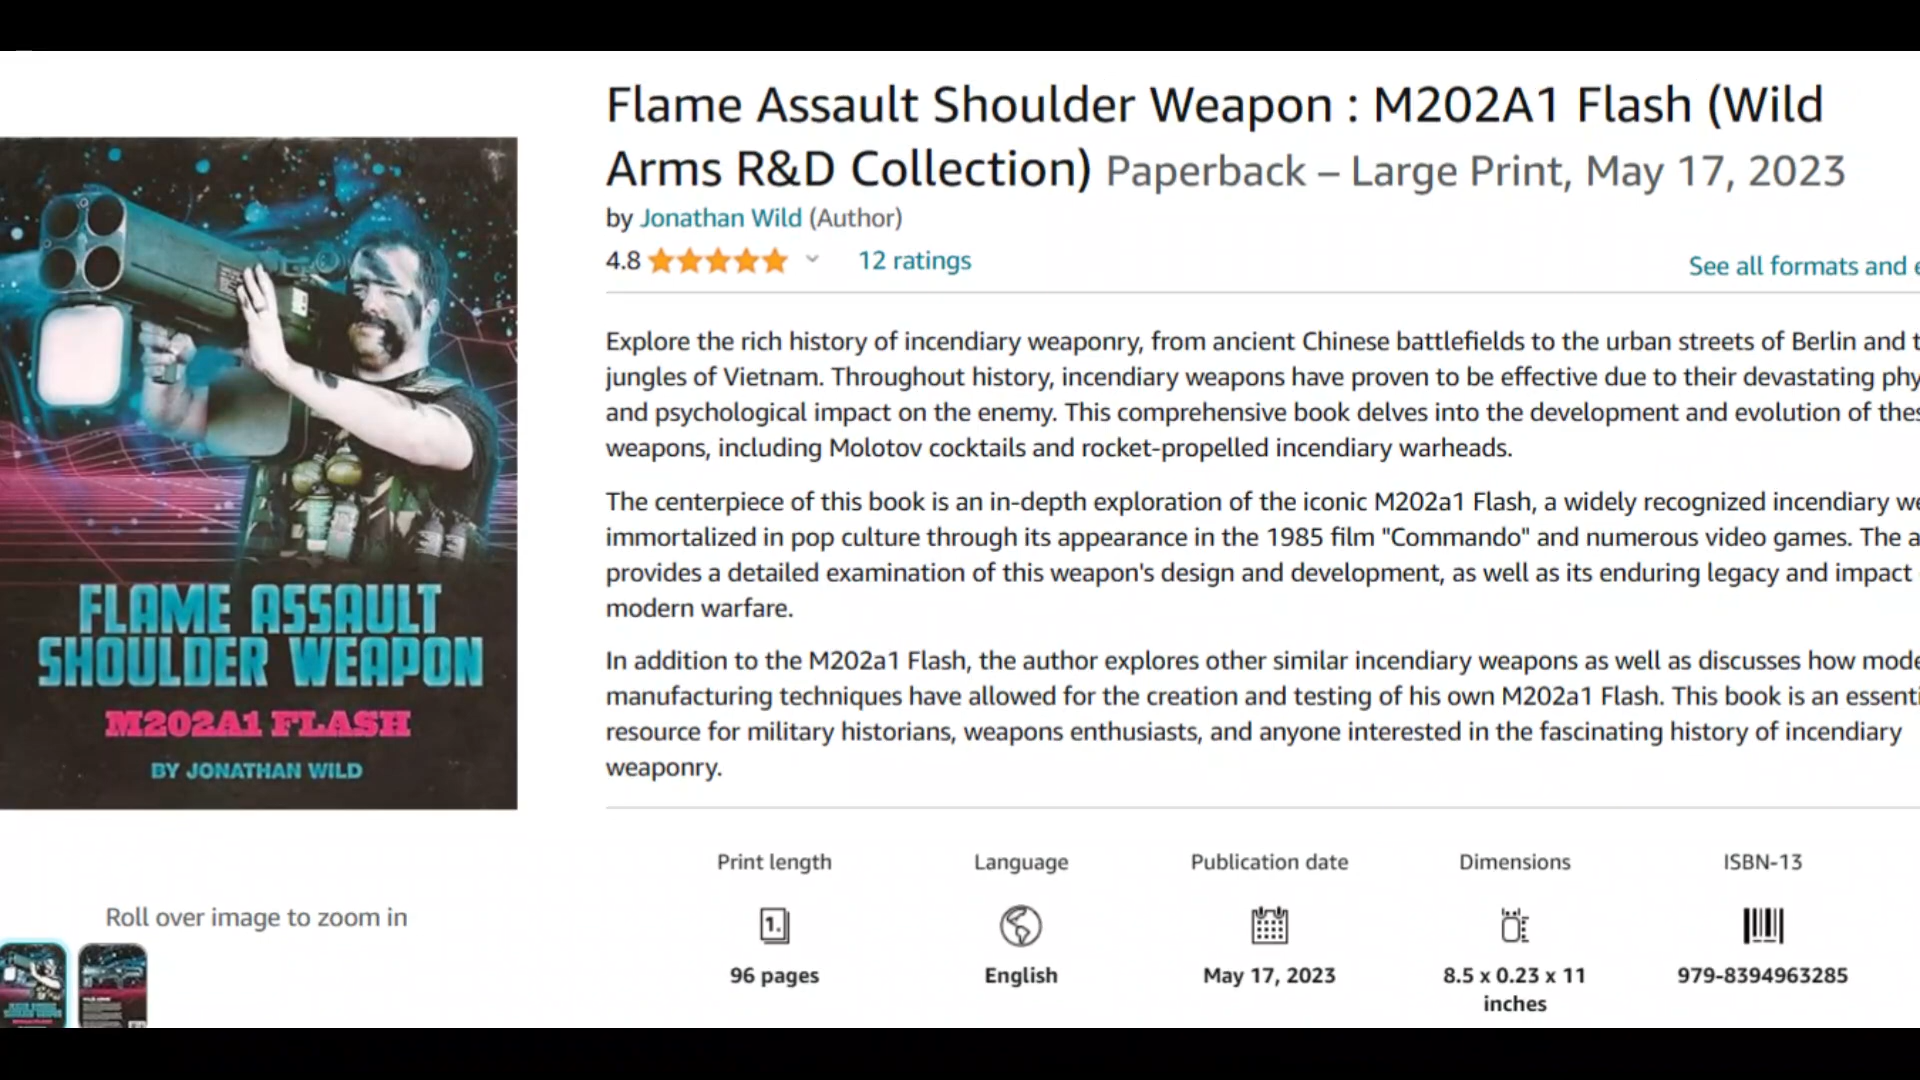 Flame Assault Shoulder Weapon : M202A1 Flash (Wild
Arms R&D Collection) Paperback – Large Print, May 17, 2023
by Jonathan Wild (Author)
4.8
12 ratings
See all formats and
Explore the rich history of incendiary weaponry, from ancient Chinese battlefields to the urban streets of Berlin and
jungles of Vietnam. Throughout history, incendiary weapons have proven to be effective due to their devastating
and psychological impact on the enemy. This comprehensive book delves into the development and evolution of
weapons, including Molotov cocktails and rocket-propelled incendiary warheads.
The centerpiece of this book is an in-depth exploration of the iconic M202a1 Flash, a widely recognized incendiary
immortalized in pop culture through its appearance in the 1985 film "Commando" and numerous video games. The
provides a detailed examination of this weapon's design and development, as well as its enduring legacy and impact
modern warfare.
In addition to the M202a1 Flash, the author explores other similar incendiary weapons as well as discusses how
manufacturing techniques have allowed for the creation and testing of his own M202a1 Flash. This book is an
resource for military historians, weapons enthusiasts, and anyone interested in the fascinating history of incendiary
weaponry.
FLAME ASSAULT
SHOULDER WEAPON
M202A1 FLASH
BY JONATHAN WILD
Roll over image to zoom in
Print length
96 pages
Language
English
Publication date
May 17, 2023
Dimensions
8.5 x 0.23 x 11
inches
ISBN-13
979-8394963285